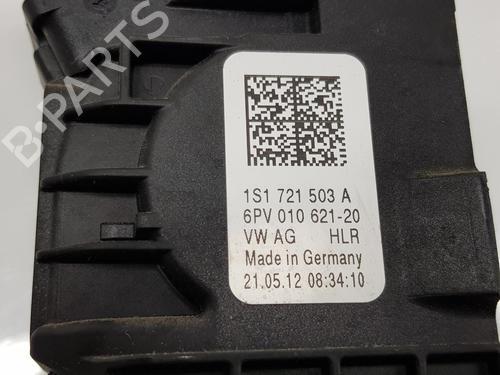 B-PARTS
1S1 721 503 A
6PV 010 621-20
VW AG HLR
Made in Germany
21.05.12 08:34:10